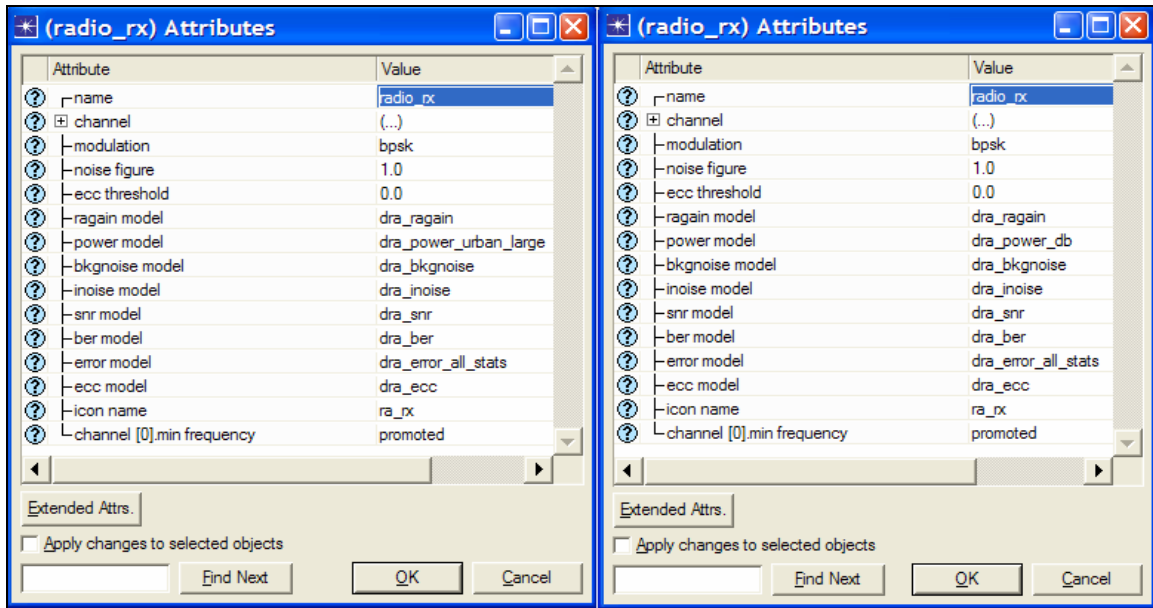 (radio_rx) Attributes
Attribute Value
name radio_rx
channel (...)
modulation bpsk
noise figure 1.0
ecc threshold 0.0
ragain model dra_ragain
power model dra_power_urban_large
bkgnoise model dra_bkgnoise
inoise model dra_inoise
snr model dra_snr
ber model dra_ber
error model dra_error_all_stats
ecc model dra_ecc
icon name ra_rx
channel [0].min frequency promoted
Extended Attrs.
Apply changes to selected objects
Find Next OK Cancel
(radio_rx) Attributes
Attribute Value
name radio_rx
channel (...)
modulation bpsk
noise figure 1.0
ecc threshold 0.0
ragain model dra_ragain
power model dra_power_db
bkgnoise model dra_bkgnoise
inoise model dra_inoise
snr model dra_snr
ber model dra_ber
error model dra_error_all_stats
ecc model dra_ecc
icon name ra_rx
channel [0].min frequency promoted
Extended Attrs.
Apply changes to selected objects
Find Next OK Cancel